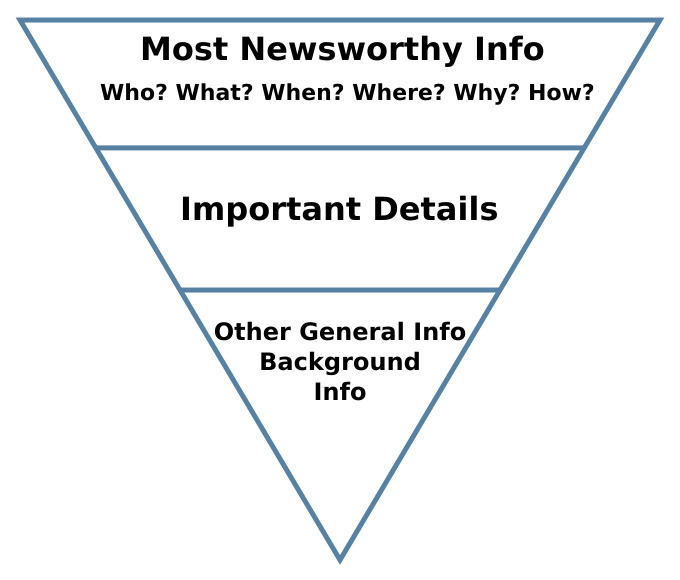 Most Newsworthy Info
Who? What? When? Where? Why? How?
Important Details
Other General Info
Background
Info